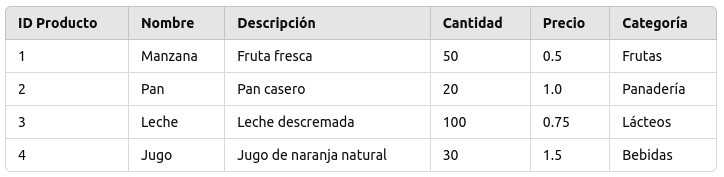 ID Producto Nombre Descripción Cantidad Precio Categoría
1 Manzana Fruta fresca 50 0.5 Frutas
2 Pan Pan casero 20 1.0 Panadería
3 Leche Leche descremada 100 0.75 Lácteos
4 Jugo Jugo de naranja natural 30 1.5 Bebidas